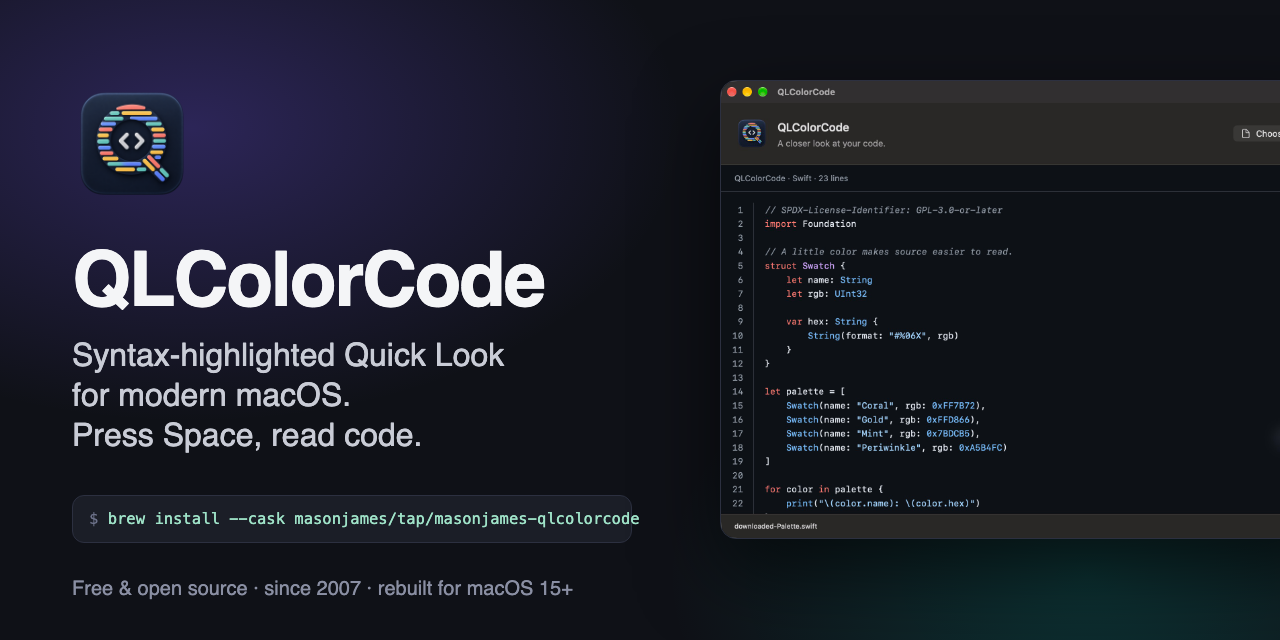 QLColorCode
Syntax-highlighted Quick Look
for modern macOS.
Press Space, read code.
$ brew install --cask masonjames/tap/masonjames-qlcolorcode
Free & open source · since 2007 · rebuilt for macOS 15+
QLColorCode
QLColorCode
A closer look at your code.
QLColorCode · Swift · 23 lines
1 // SPDX-License-Identifier: GPL-3.0-or-later
2 import Foundation
3
4 // A little color makes source easier to read.
5 struct Swatch {
6     let name: String
7     let rgb: UInt32
8
9     var hex: String {
10         String(format: "#%06X", rgb)
11     }
12 }
13
14 let palette = [
15     Swatch(name: "Coral", rgb: 0xFF7B72),
16     Swatch(name: "Gold", rgb: 0xFFD866),
17     Swatch(name: "Mint", rgb: 0x7BDCB5),
18     Swatch(name: "Periwinkle", rgb: 0xA5B4FC)
19 ]
20
21 for color in palette {
22     print("\(color.name): \(color.hex)")
downloaded-Palette.swift